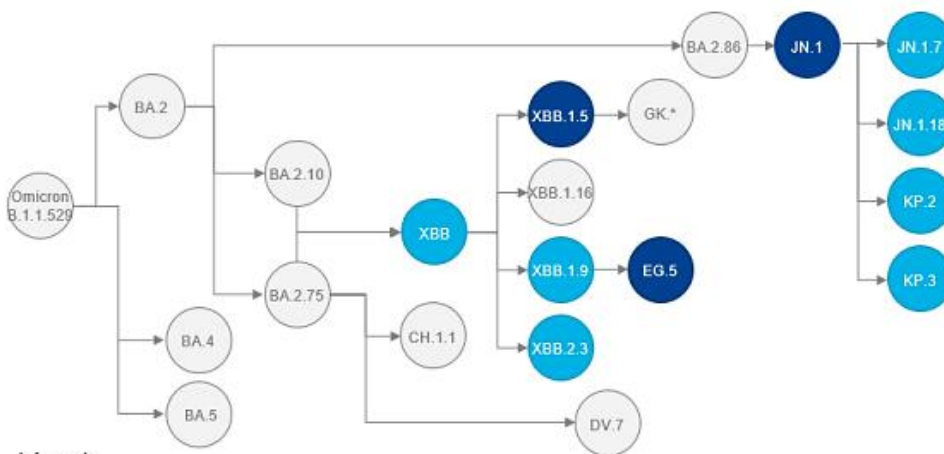 BA.2.86
JN.1
JN.1.7
BA.2
XBB.1.5
GK.*
JN.1.18
BA.2.10
Omicron
B.1.1.529
XBB.1.16
KP.2
XBB
BA.2.75
XBB.1.9
EG.5
KP.3
BA.4
CH.1.1
XBB.2.3
BA.5
DV.7